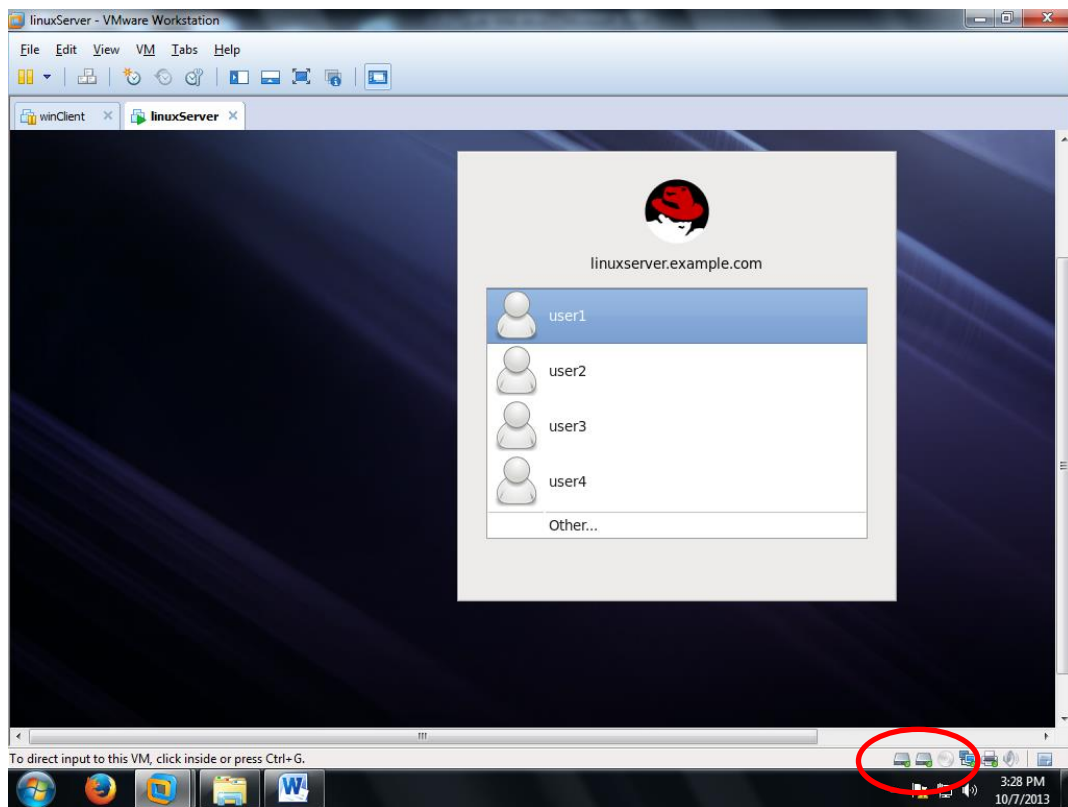 linuxServer - VMware Workstation
File Edit View VM Tabs Help
winClient linuxServer
linuxserver.example.com
user1
user2
user3
user4
Other...
To direct input to this VM, click inside or press Ctrl+G.
3:28 PM
10/7/2013